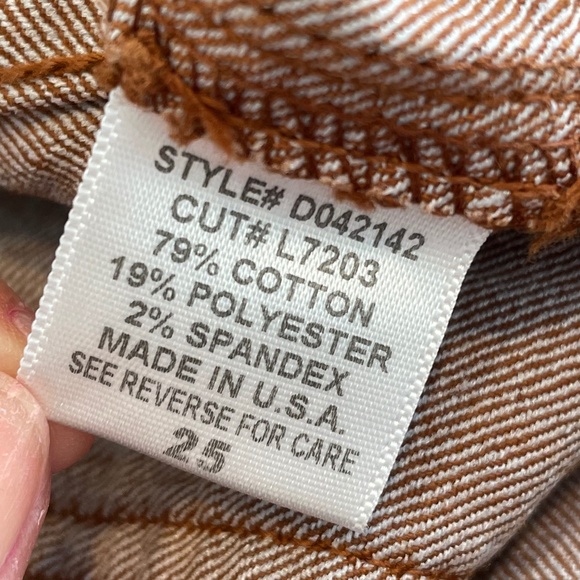 STYLE# D042142
CUT# L7203
79% COTTON
19% POLYESTER
2% SPANDEX
MADE IN U.S.A.
SEE REVERSE FOR CARE
25